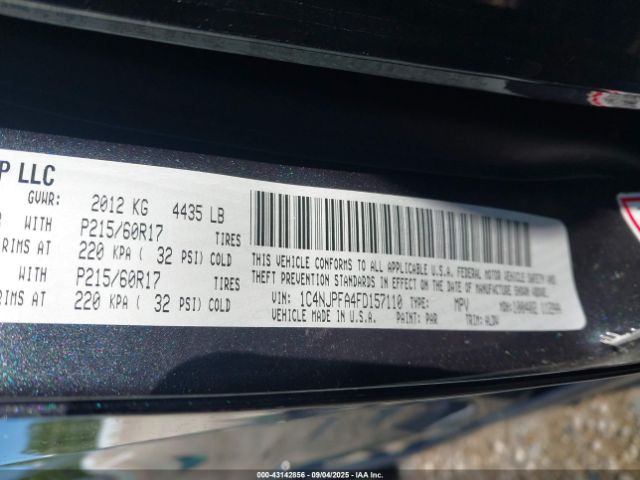 P LLC
GVWR: 2012 KG 4435 LB
WITH P215/60R17 TIRES
RIMS AT 220 KPA ( 32 PSI) COLD
WITH P215/60R17 TIRES
RIMS AT 220 KPA ( 32 PSI) COLD
THIS VEHICLE CONFORMS TO ALL APPLICABLE U.S.A. FEDERAL MOTOR VEHICLE SAFETY AND
THEFT PREVENTION STANDARDS IN EFFECT ON THE DATE OF MANUFACTURE SHOWN ABOVE.
VIN: 1C4NJPFA4FD157110 TYPE: MPV MDH:
VEHICLE MADE IN U.S.A. PAINT: PAR TRIM: ALDV
000-43142656 - 09/04/2025 - IAA Inc.